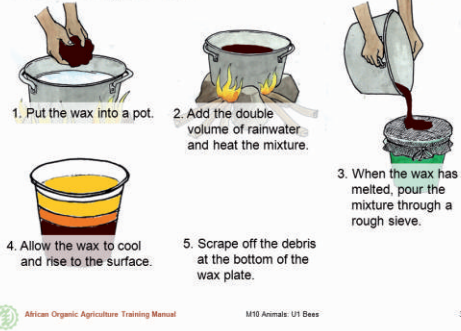 1. Put the wax into a pot.
2. Add the double
volume of rainwater
and heat the mixture.
3. When the wax has
melted, pour the
mixture through a
rough sieve.
4. Allow the wax to cool
and rise to the surface.
5. Scrape off the debris
at the bottom of the
wax plate.
African Organic Agriculture Training Manual
M10 Animals: U1 Bees